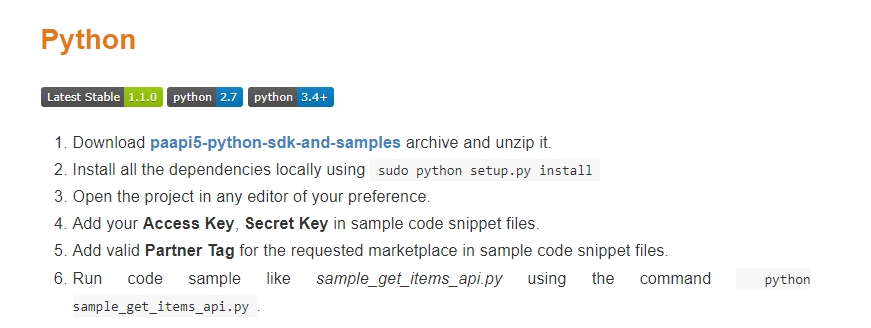 Python
Latest Stable 1.1.0 python 2.7 python 3.4+
1. Download paapi5-python-sdk-and-samples archive and unzip it.
2. Install all the dependencies locally using sudo python setup.py install
3. Open the project in any editor of your preference.
4. Add your Access Key, Secret Key in sample code snippet files.
5. Add valid Partner Tag for the requested marketplace in sample code snippet files.
6. Run code sample like sample_get_items_api.py using the command python
sample_get_items_api.py .